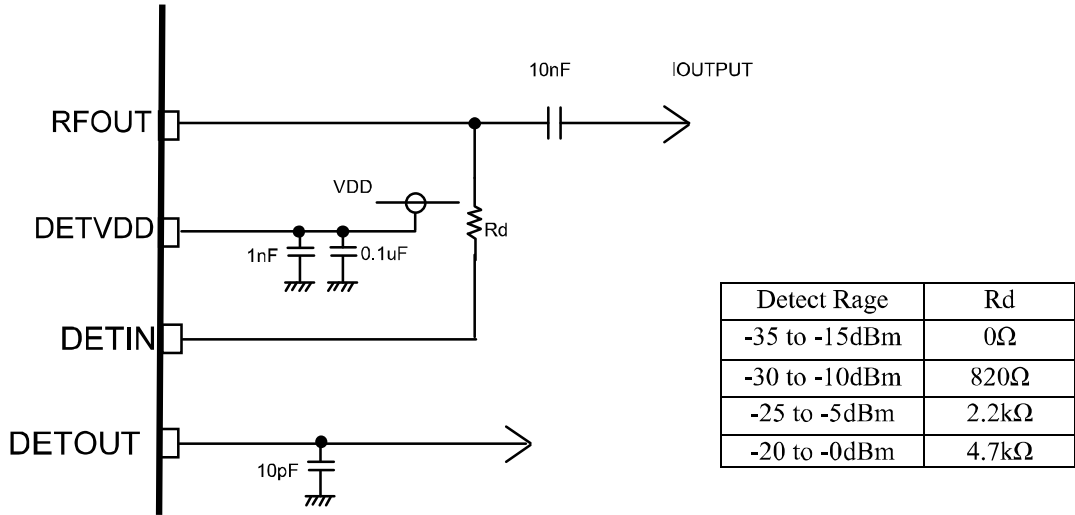 10nF
IOUTPUT
RFOUT
VDD
DETVDD
Rd
1nF
0.1uF
DETIN
DETOUT
10pF
Detect Rage Rd
-35 to -15dBm 0Ω
-30 to -10dBm 820Ω
-25 to -5dBm 2.2kΩ
-20 to -0dBm 4.7kΩ